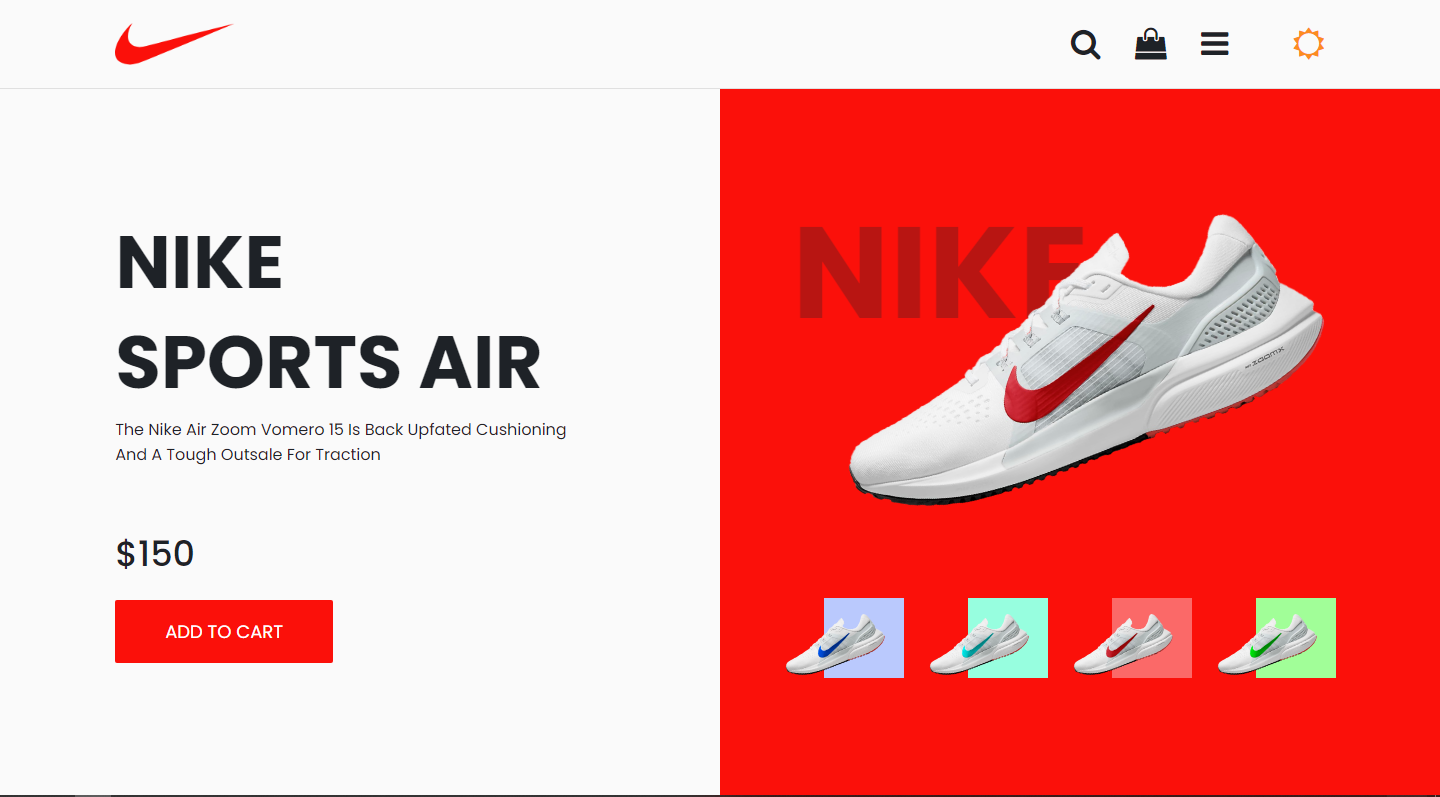 NIKE
SPORTS AIR
The Nike Air Zoom Vomero 15 Is Back Upfated Cushioning
And A Tough Outsale For Traction
$150
ADD TO CART
NIKE
ZOOMX